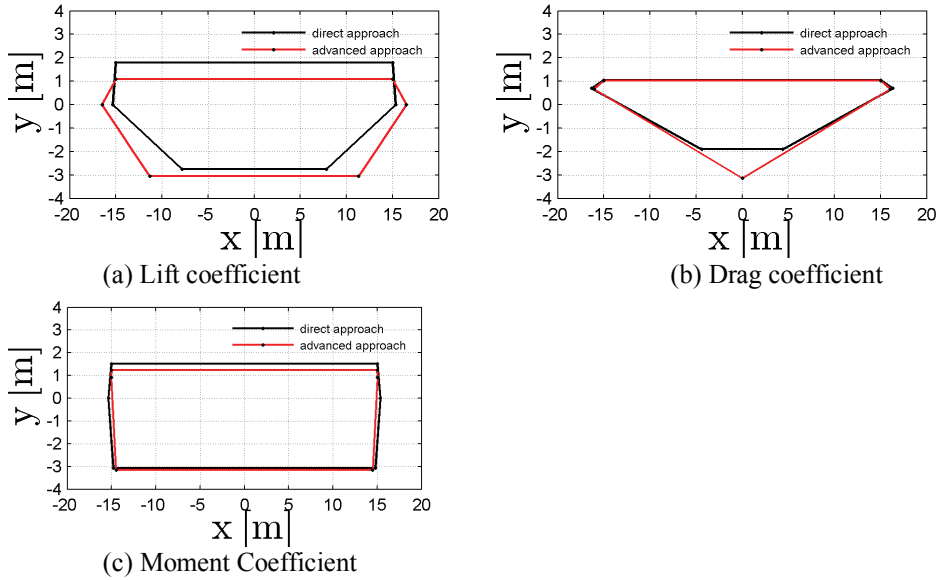 4
3
2
1
0
-1
-2
-3
-4
y [m]
direct approach
advanced approach
-20 -15 -10 -5 0 5 10 15 20
x [m]
(a) Lift coefficient
4
3
2
1
0
-1
-2
-3
-4
y [m]
direct approach
advanced approach
-20 -15 -10 -5 0 5 10 15 20
x [m]
(b) Drag coefficient
4
3
2
1
0
-1
-2
-3
-4
y [m]
direct approach
advanced approach
-20 -15 -10 -5 0 5 10 15 20
x [m]
(c) Moment Coefficient